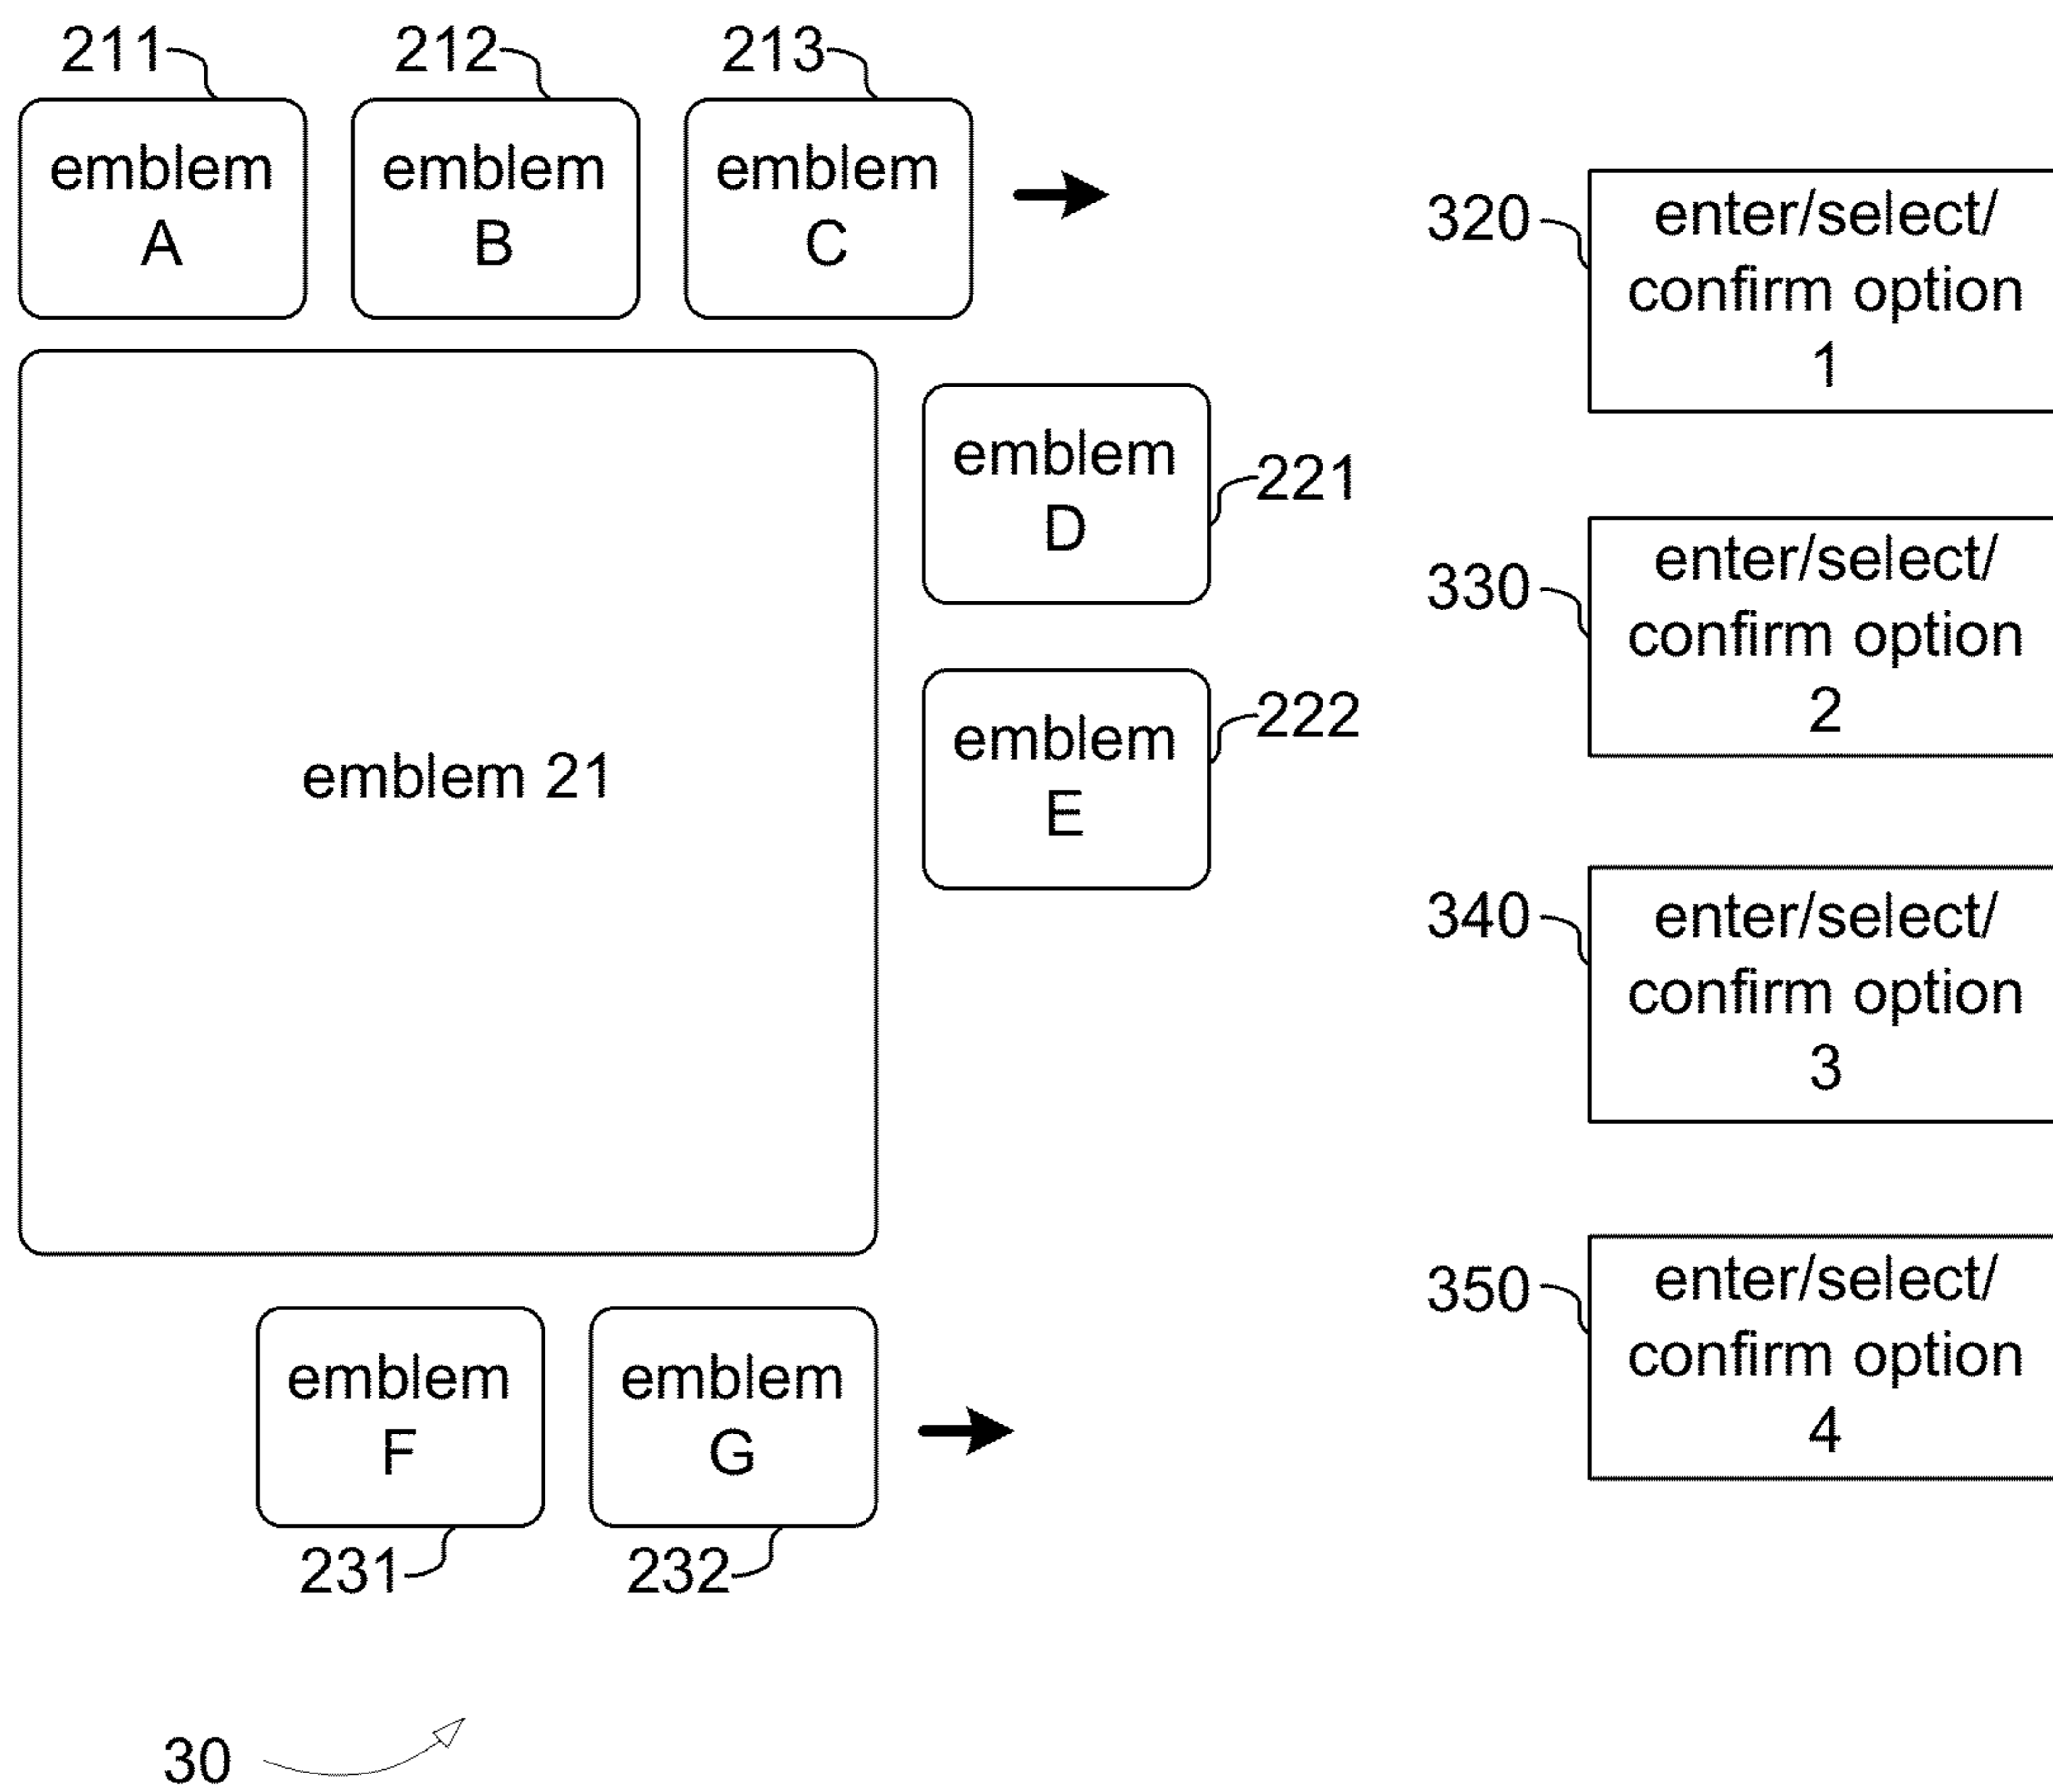 211
212
213
emblem
A
emblem
B
emblem
C
320
enter/select/
confirm option
1
emblem
D
221
330
enter/select/
confirm option
2
emblem 21
emblem
E
222
340
enter/select/
confirm option
3
350
enter/select/
confirm option
4
emblem
F
emblem
G
231
232
30